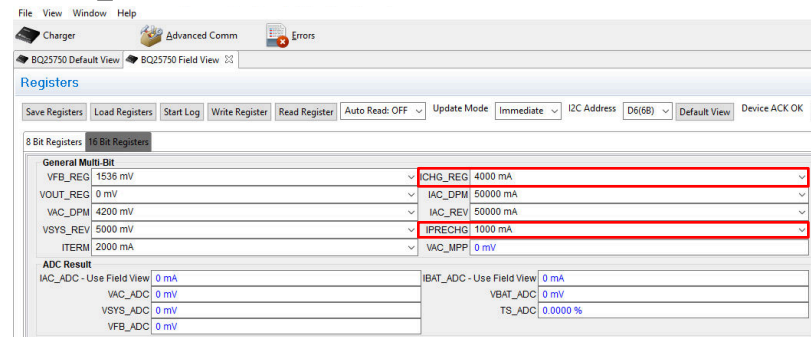 File View Window Help
Charger Advanced Comm Errors
BQ25750 Default View BQ25750 Field View
Registers
Save Registers Load Registers Start Log Write Register Read Register Auto Read: OFF Update Mode Immediate I2C Address D6(6B) Default View Device ACK OK
8 Bit Registers 16 Bit Registers
General Multi-Bit
VFB_REG 1536 mV ICHG_REG 4000 mA
VOUT_REG 0 mV IAC_DPM 50000 mA
VAC_DPM 4200 mV IAC_REV 50000 mA
VSYS_REV 5000 mV IPRECHG 1000 mA
ITERM 2000 mA VAC_MPP 0 mV
ADC Result
IAC_ADC - Use Field View 0 mA IBAT_ADC - Use Field View 0 mA
VAC_ADC 0 mV VBAT_ADC 0 mV
VSYS_ADC 0 mV TS_ADC 0.0000 %
VFB_ADC 0 mV